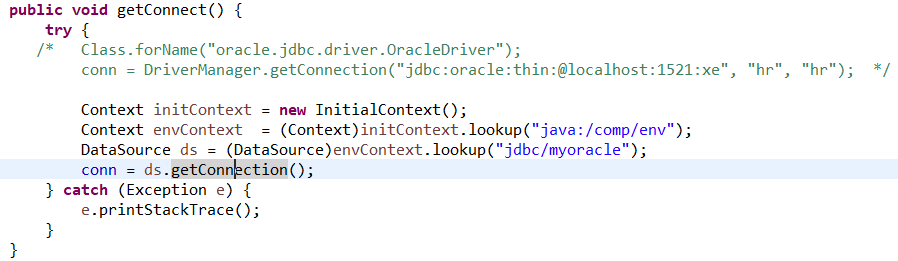 public void getConnect() {
    try {
   /*   Class.forName("oracle.jdbc.driver.OracleDriver");
        conn = DriverManager.getConnection("jdbc:oracle:thin:@localhost:1521:xe", "hr", "hr");  */
        Context initContext = new InitialContext();
        Context envContext  = (Context)initContext.lookup("java:/comp/env");
        DataSource ds = (DataSource)envContext.lookup("jdbc/myoracle");
        conn = ds.getConnection();
    } catch (Exception e) {
        e.printStackTrace();
    }
}